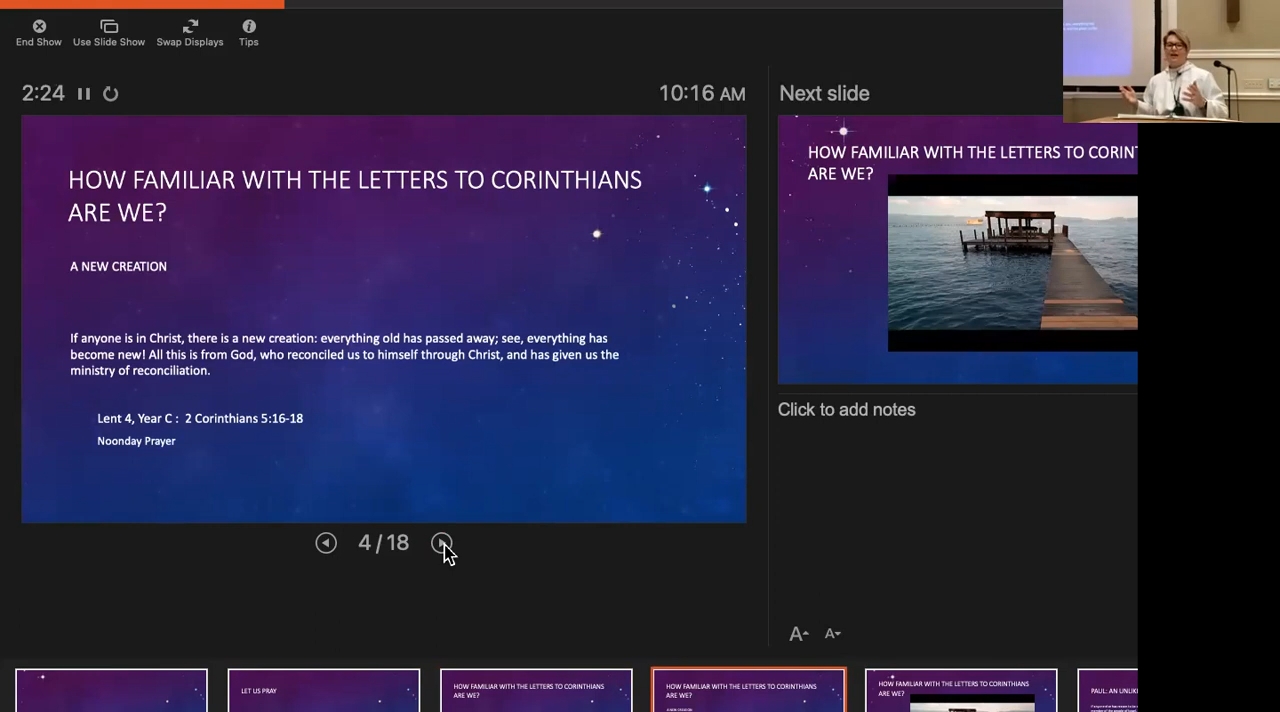 End Show
Use Slide Show
Swap Displays
Tips
2:24
10:16 AM
HOW FAMILIAR WITH THE LETTERS TO CORINTHIANS
ARE WE?
A NEW CREATION
If anyone is in Christ, there is a new creation: everything old has passed away; see, everything has
become new! All this is from God, who reconciled us to himself through Christ, and has given us the
ministry of reconciliation.
Lent 4, Year C : 2 Corinthians 5:16-18
Noonday Prayer
4 / 18
Next slide
HOW FAMILIAR WITH THE LETTERS TO CORINT
ARE WE?
Click to add notes
A A
LET US PRAY
HOW FAMILIAR WITH THE LETTERS TO CORINTHIANS
ARE WE?
HOW FAMILIAR WITH THE LETTERS TO CORINTHIANS
ARE WE?
HOW FAMILIAR WITH THE LETTERS TO CORINTHIANS
ARE WE?
PAUL: AN UNLIK